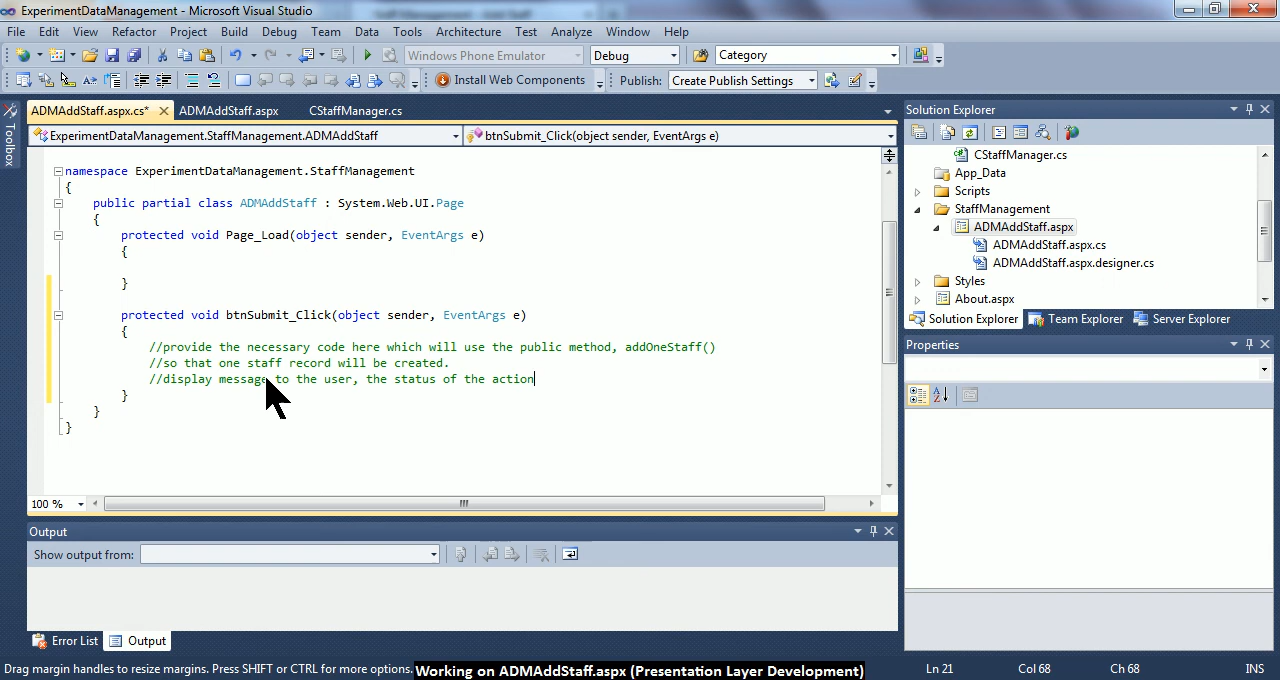 ExperimentDataManagement - Microsoft Visual Studio
File Edit View Refactor Project Build Debug Team Data Tools Architecture Test Analyze Window Help
Windows Phone Emulator Debug Category
Install Web Components Publish: Create Publish Settings
Toolbox
ADMAddStaff.aspx.cs* ADMAddStaff.aspx CStaffManager.cs
ExperimentDataManagement.StaffManagement.ADMAddStaff btnSubmit_Click(object sender, EventArgs e)
namespace ExperimentDataManagement.StaffManagement
{
public partial class ADMAddStaff : System.Web.UI.Page
{
protected void Page_Load(object sender, EventArgs e)
{
}
protected void btnSubmit_Click(object sender, EventArgs e)
{
//provide the necessary code here which will use the public method, addOneStaff()
//so that one staff record will be created.
//display message to the user, the status of the action
}
}
}
100 %
Output
Show output from:
Error List Output
Solution Explorer
CStaffManager.cs
App_Data
Scripts
StaffManagement
ADMAddStaff.aspx
ADMAddStaff.aspx.cs
ADMAddStaff.aspx.designer.cs
Styles
About.aspx
Solution Explorer Team Explorer Server Explorer
Properties
Drag margin handles to resize margins. Press SHIFT or CTRL for more options.
Working on ADMAddStaff.aspx (Presentation Layer Development)
Ln 21 Col 68 Ch 68 INS